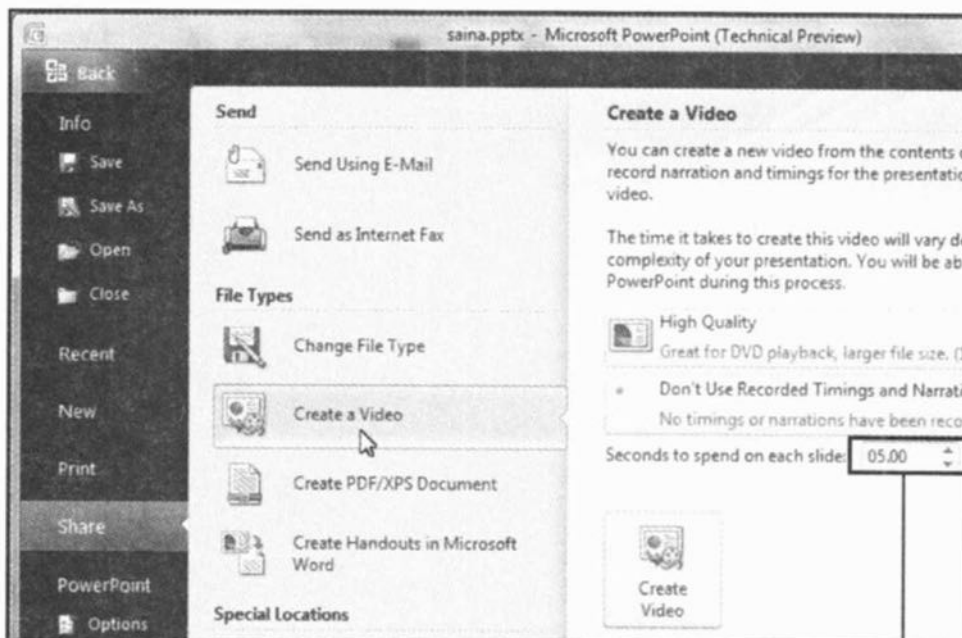 saina.pptx - Microsoft PowerPoint (Technical Preview)
Back
Info
Save
Save As
Open
Close
Recent
New
Print
Share
PowerPoint
Options
Send
Send Using E-Mail
Send as Internet Fax
File Types
Change File Type
Create a Video
Create PDF/XPS Document
Create Handouts in Microsoft
Word
Special Locations
Create a Video
You can create a new video from the contents
record narration and timings for the
video.
The time it takes to create this video will vary
complexity of your presentation. You will be
PowerPoint during this process.
High Quality
Great for DVD playback, larger file size.
Don't Use Recorded Timings and
No timings or narrations have been
Seconds to spend on each slide: 05.00
Create
Video